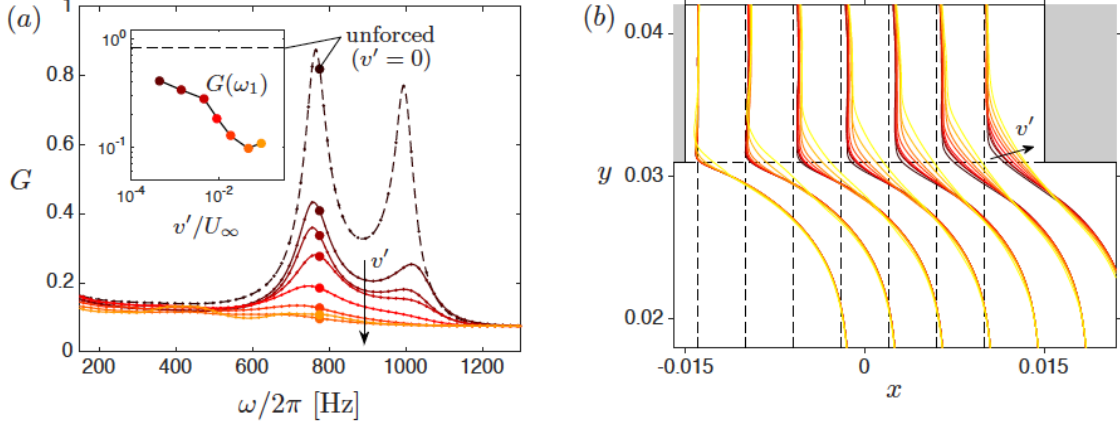 (a)
1
0.8
0.6
G
0.4
0.2
0
200 400 600 800 1000 1200
ω/2π [Hz]
unforced
(v′ = 0)
G(ω₁)
10⁰
10⁻¹
10⁻⁴ 10⁻²
v′/U∞
v′
(b)
0.04
y 0.03
0.02
v′
-0.015 0 0.015
x